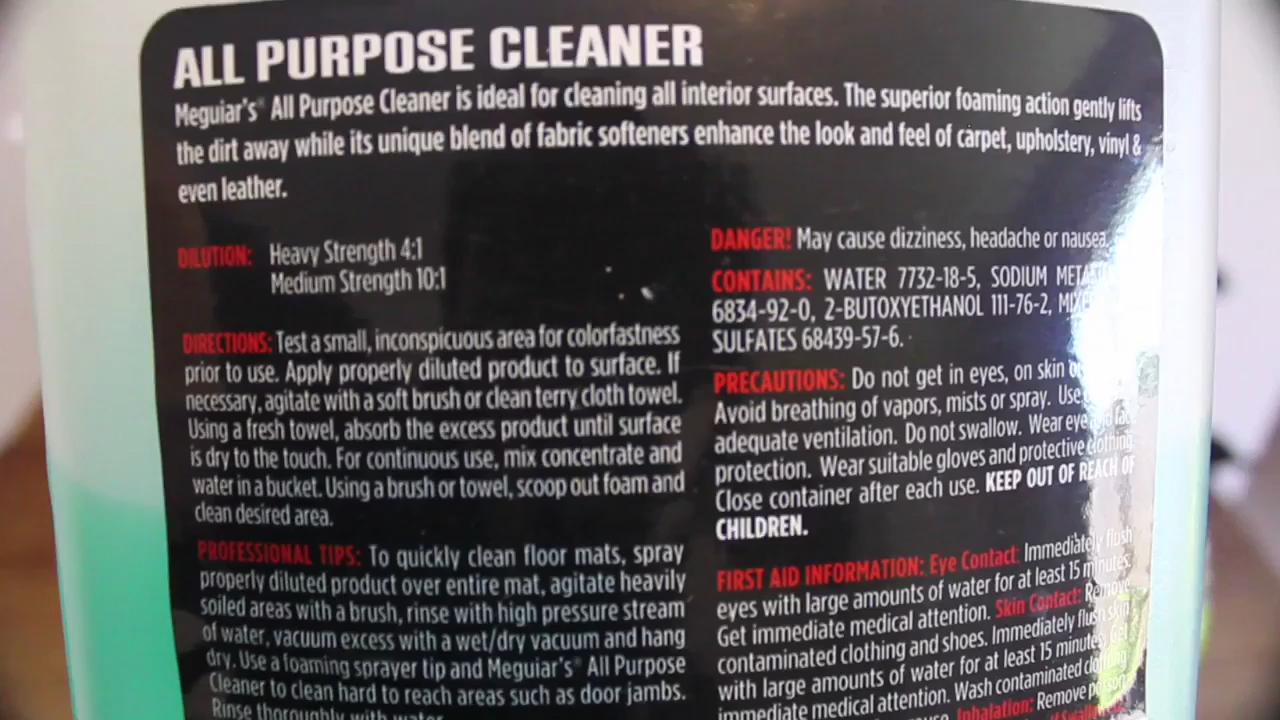 ALL PURPOSE CLEANER
Meguiar's® All Purpose Cleaner is ideal for cleaning all interior surfaces. The superior foaming action gently lifts
the dirt away while its unique blend of fabric softeners enhance the look and feel of carpet, upholstery, vinyl &
even leather.
DILUTION: Heavy Strength 4:1
Medium Strength 10:1
DIRECTIONS: Test a small, inconspicuous area for colorfastness
prior to use. Apply properly diluted product to surface. If
necessary, agitate with a soft brush or clean terry cloth towel.
Using a fresh towel, absorb the excess product until surface
is dry to the touch. For continuous use, mix concentrate and
water in a bucket. Using a brush or towel, scoop out foam and
clean desired area.
PROFESSIONAL TIPS: To quickly clean floor mats, spray
properly diluted product over entire mat, agitate heavily
soiled areas with a brush, rinse with high pressure stream
of water, vacuum excess with a wet/dry vacuum and hang
dry. Use a foaming sprayer tip and Meguiar's® All Purpose
Cleaner to clean hard to reach areas such as door jambs.
Rinse thoroughly with water
DANGER! May cause dizziness, headache or nausea.
CONTAINS: WATER 7732-18-5, SODIUM
6834-92-0, 2-BUTOXYETHANOL 111-76-2,
SULFATES 68439-57-6.
PRECAUTIONS: Do not get in eyes, on skin
Avoid breathing of vapors, mists or spray. Use
adequate ventilation. Do not swallow. Wear eye
protection. Wear suitable gloves and protective clothing
Close container after each use. KEEP OUT OF REACH OF
CHILDREN.
FIRST AID INFORMATION: Eye Contact: Immediately flush
eyes with large amounts of water for at least 15 minutes.
Get immediate medical attention. Skin Contact: Remove
contaminated clothing and shoes. Immediately flush skin
with large amounts of water for at least 15 minutes. Get
immediate medical attention. Wash contaminated clothing
Inhalation: Remove